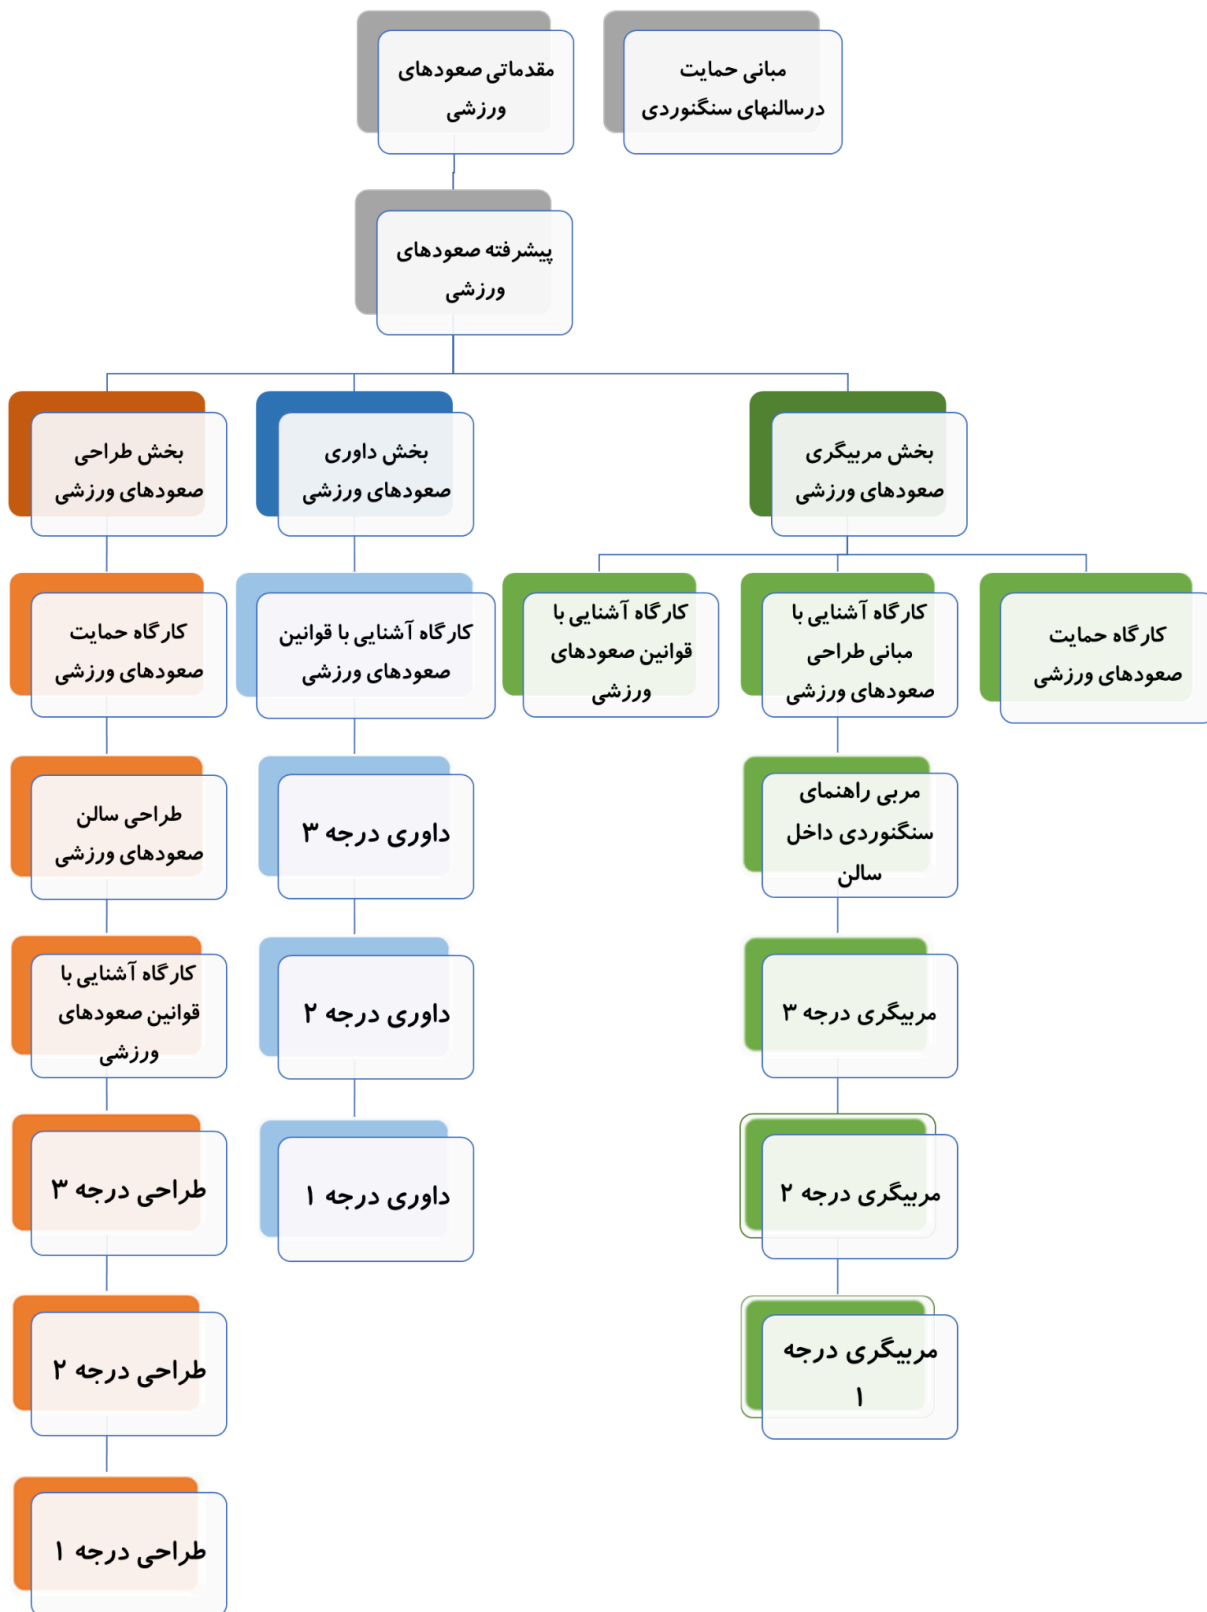 مبانی حمایت
درسالنهای سنگنوردی
مقدماتی صعودهای
ورزشی
پیشرفته صعودهای
ورزشی
بخش مربیگری
صعودهای ورزشی
بخش داوری
صعودهای ورزشی
بخش طراحی
صعودهای ورزشی
کارگاه حمایت
صعودهای ورزشی
کارگاه آشنایی با
مبانی طراحی
صعودهای ورزشی
کارگاه آشنایی با
قوانین صعودهای
ورزشی
کارگاه آشنایی با قوانین
صعودهای ورزشی
کارگاه حمایت
صعودهای ورزشی
مربی راهنمای
سنگنوردی داخل
سالن
داوری درجه ۳
طراحی سالن
صعودهای ورزشی
مربیگری درجه ۳
داوری درجه ۲
کارگاه آشنایی با
قوانین صعودهای
ورزشی
مربیگری درجه ۲
داوری درجه ۱
طراحی درجه ۳
مربیگری درجه
۱
طراحی درجه ۲
طراحی درجه ۱